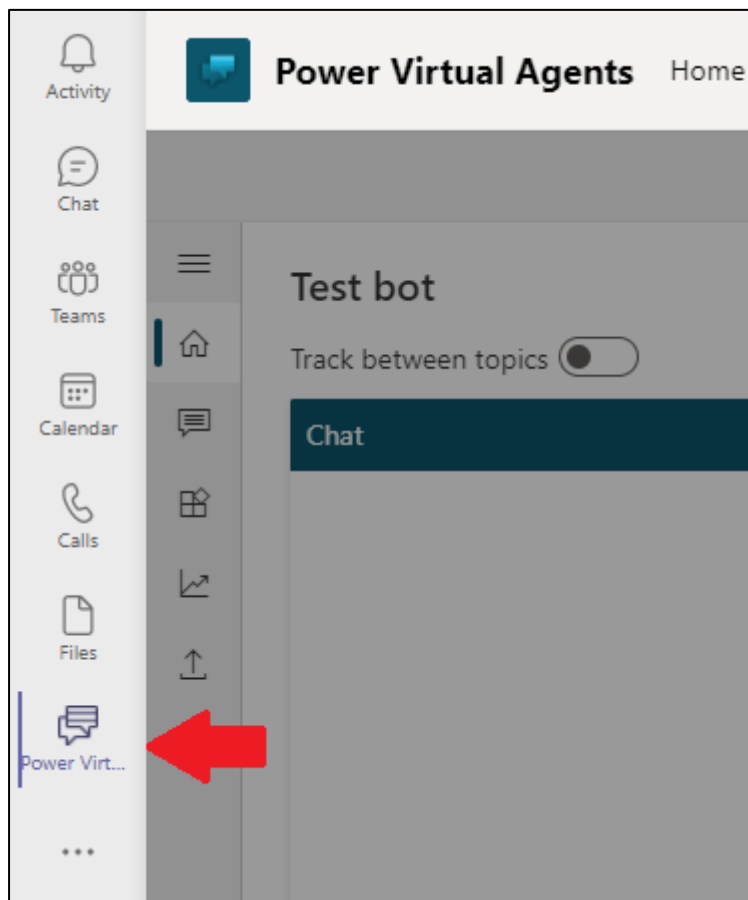 Activity
Chat
Teams
Calendar
Calls
Files
Power Virt...
Power Virtual Agents Home
Test bot
Track between topics
Chat